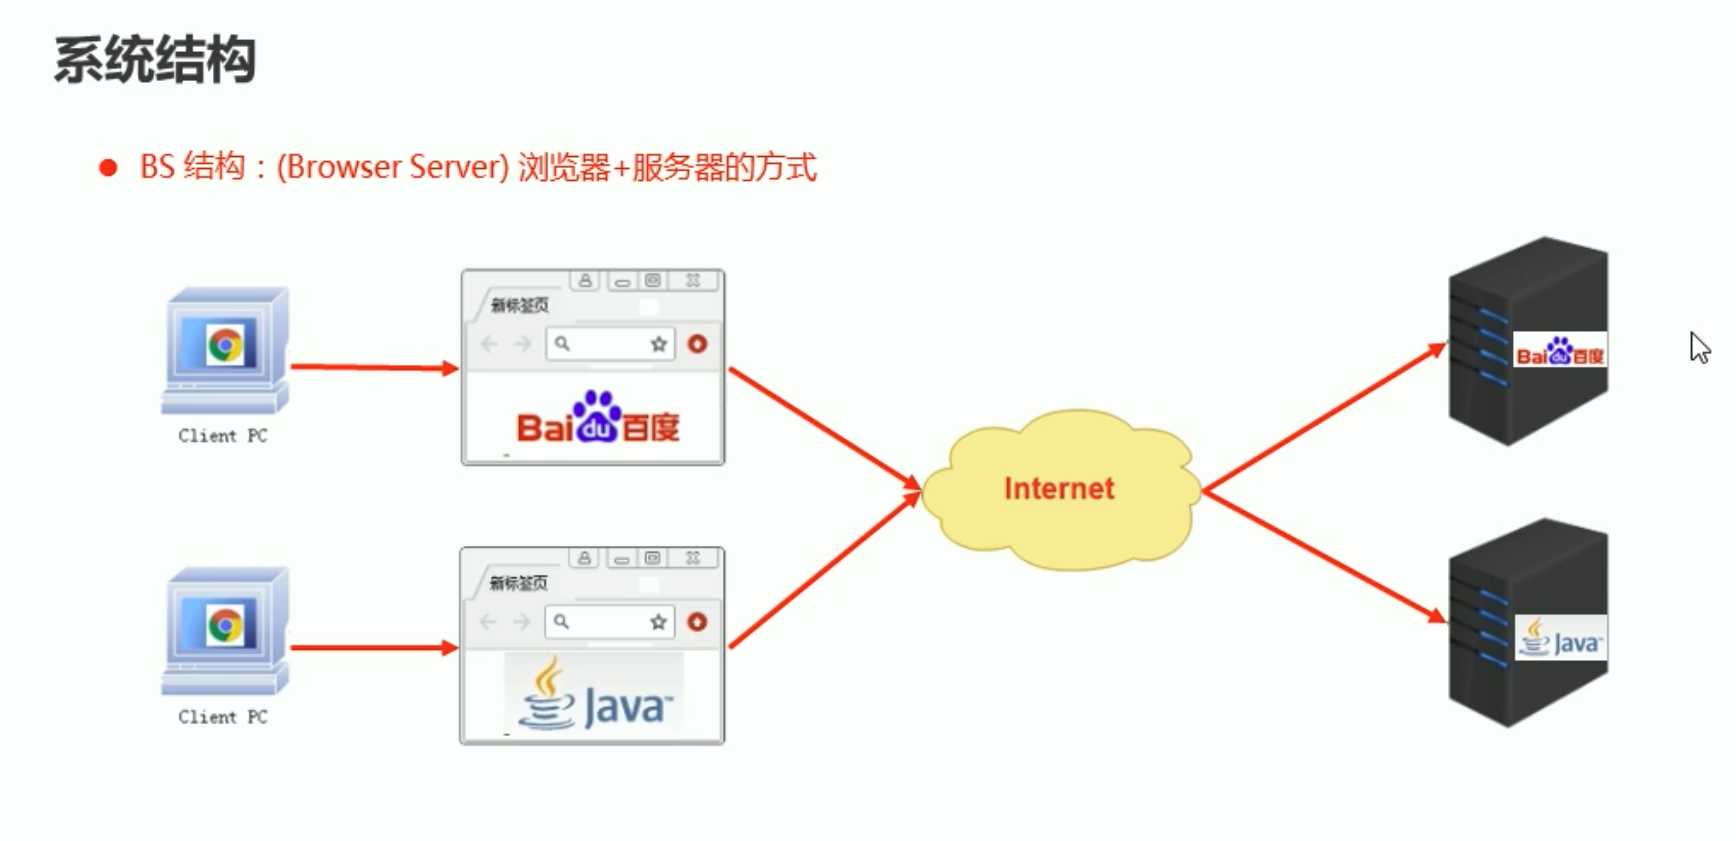 系统结构
BS 结构：(Browser Server) 浏览器+服务器的方式
新标签页
Bai du 百度
Client PC
Internet
Bai du 百度
新标签页
Java™
Client PC
Java™